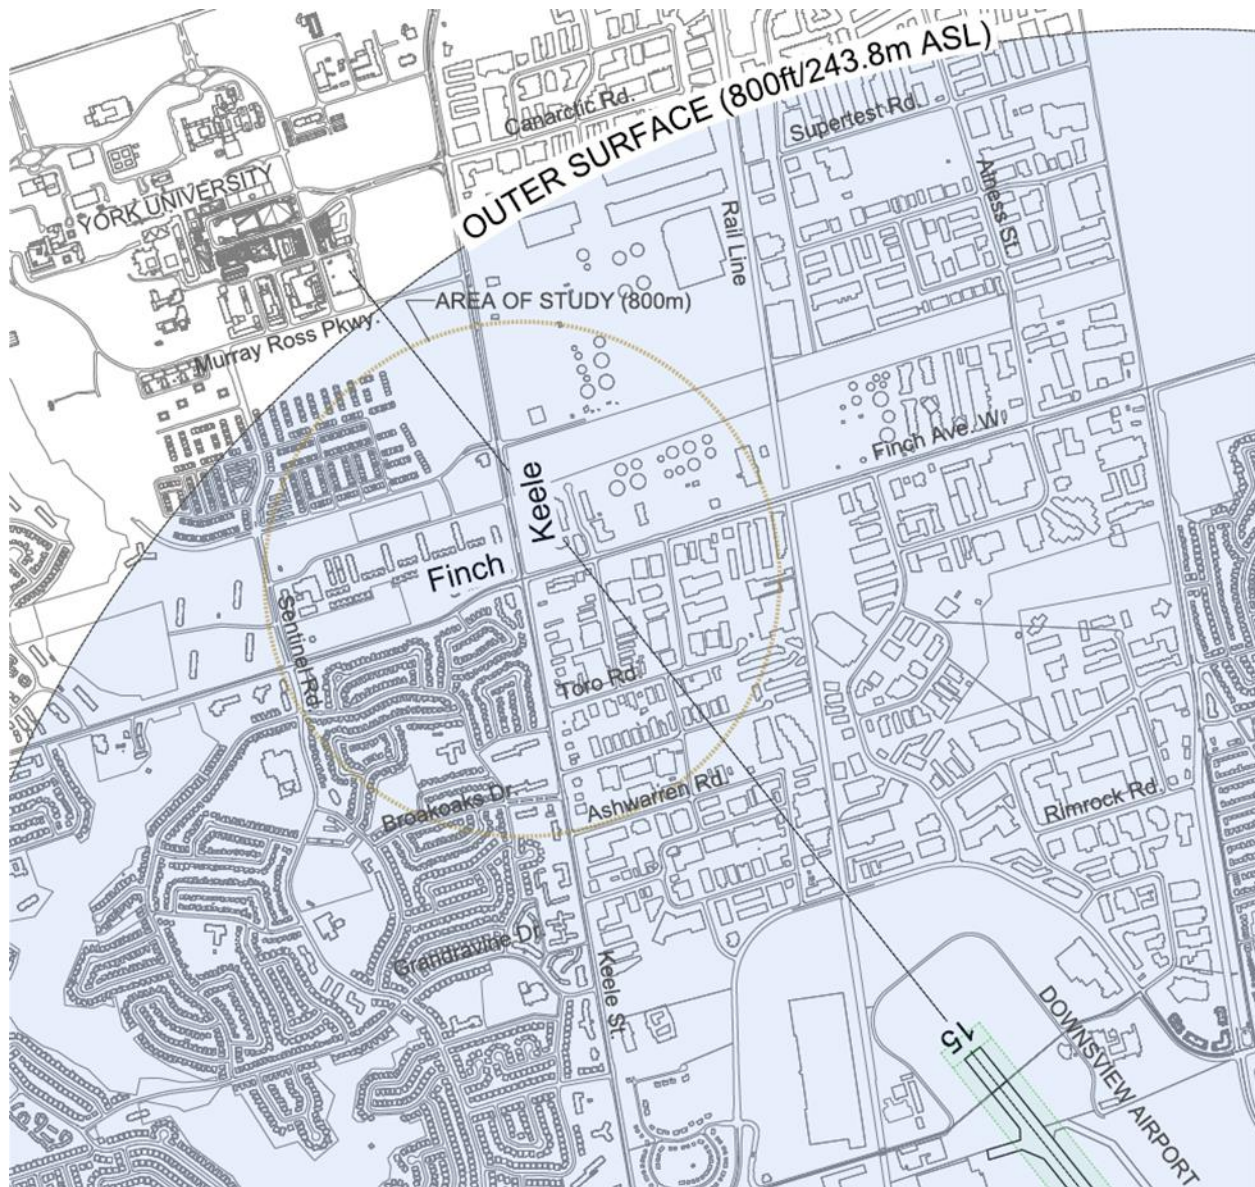 OUTER SURFACE (800ft/243.8m ASL)
Canarctic Rd.
Supertest Rd.
Alness St.
YORK UNIVERSITY
Rail Line
AREA OF STUDY (800m)
Murray Ross Pkwy.
Finch Ave. W
Keele
Finch
Sentinel Rd.
Toro Rd.
Broakoaks Dr.
Ashwarren Rd.
Rimrock Rd.
Grandravine Dr.
Keele St.
15
DOWNSVIEW AIRPORT